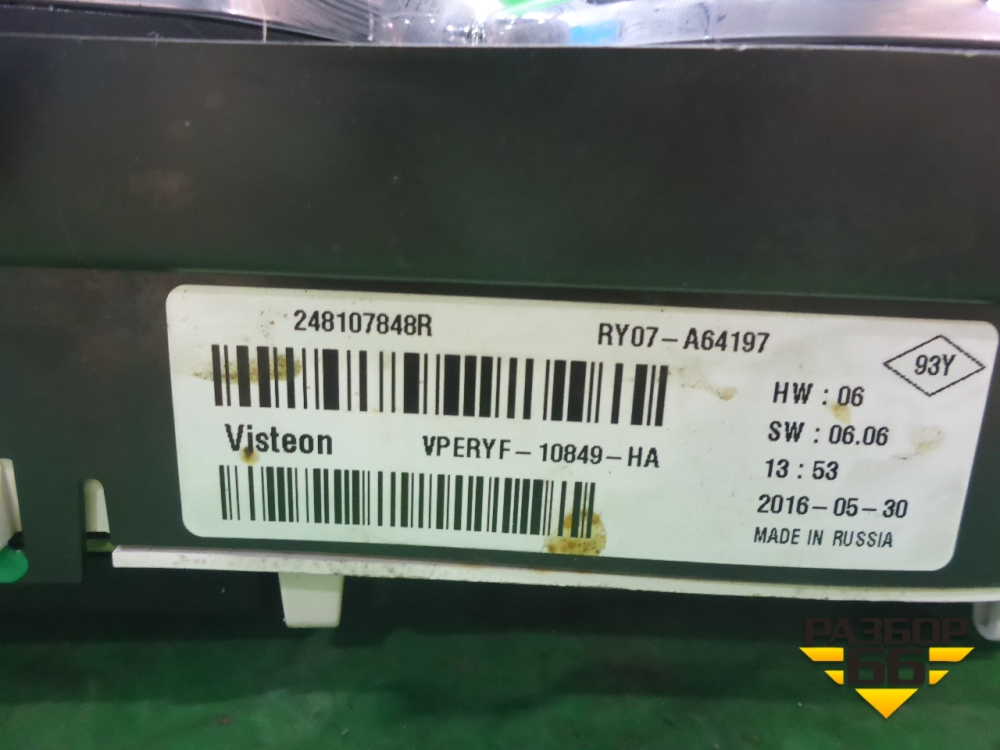 248107848R
RY07-A64197
93Y
HW : 06
Visteon
VPERYF-10849-HA
SW : 06.06
13 : 53
2016-05-30
MADE IN RUSSIA
РАЗБОР
66